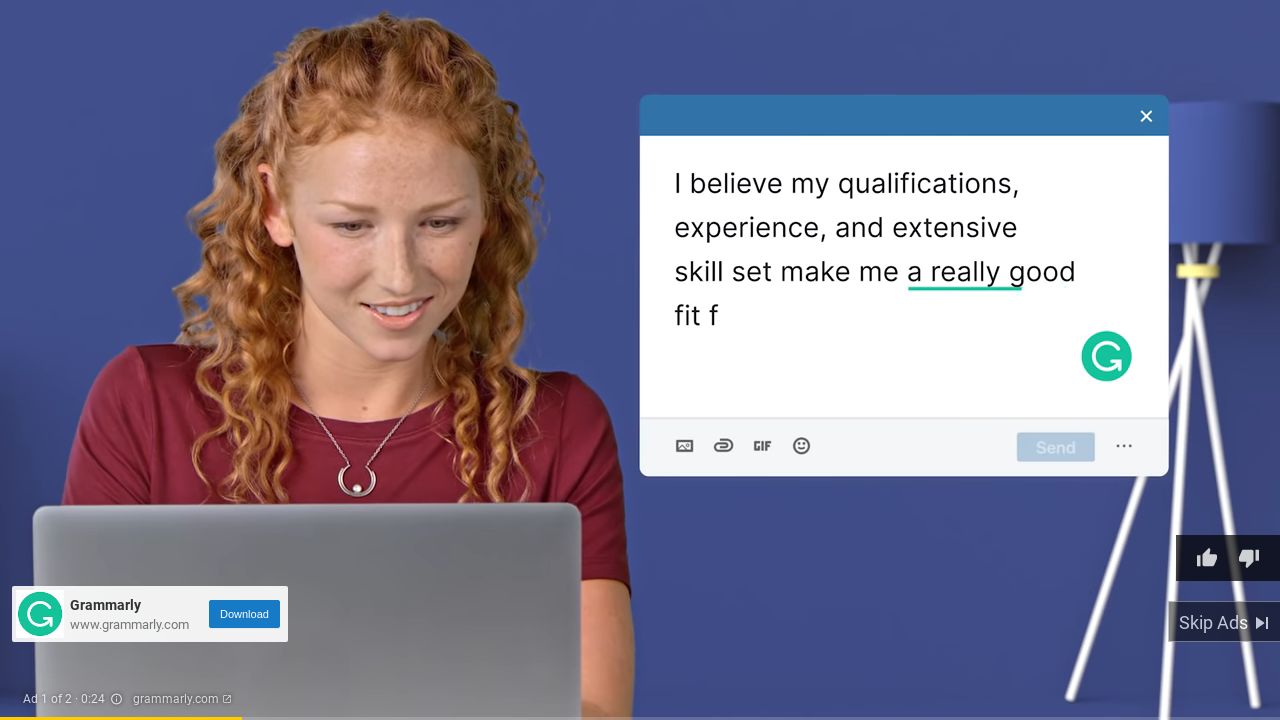 I believe my qualifications,
experience, and extensive
skill set make me a really good
fit f
GIF
Send
Skip Ads
Grammarly
www.grammarly.com
Download
Ad 1 of 2 · 0:24
grammarly.com